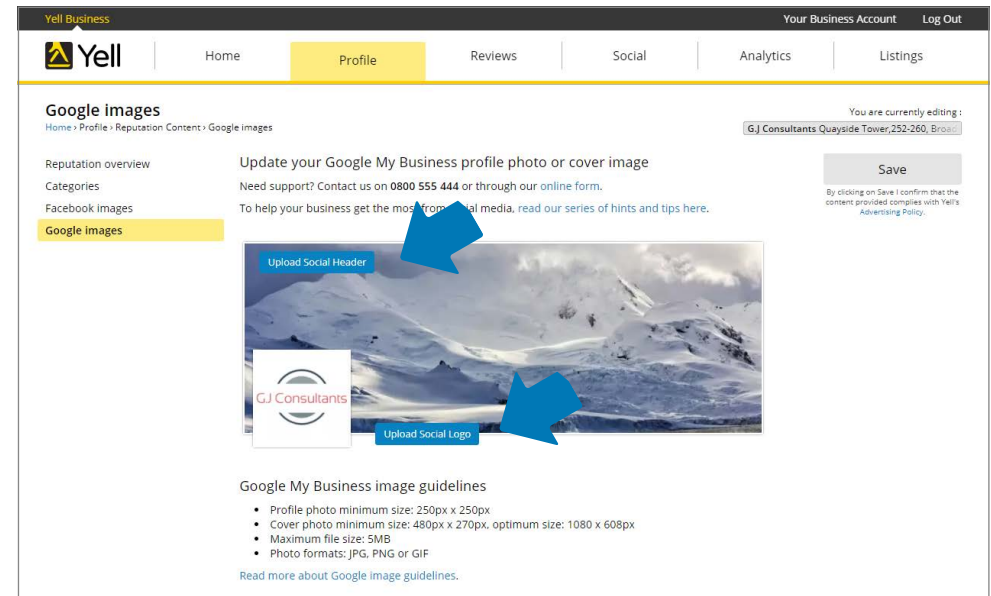 Yell Business
Your Business Account Log Out
Yell Home Profile Reviews Social Analytics Listings
Google images
Home › Profile › Reputation Content › Google images
You are currently editing :
G.J Consultants Quayside Tower,252-260, Broad
Reputation overview
Categories
Facebook images
Google images
Update your Google My Business profile photo or cover image
Need support? Contact us on 0800 555 444 or through our online form.
To help your business get the most from social media, read our series of hints and tips here.
Save
By clicking on Save I confirm that the
content provided complies with Yell's
Advertising Policy.
Upload Social Header
GJ Consultants
Upload Social Logo
Google My Business image guidelines
• Profile photo minimum size: 250px x 250px
• Cover photo minimum size: 480px x 270px, optimum size: 1080 x 608px
• Maximum file size: 5MB
• Photo formats: JPG, PNG or GIF
Read more about Google image guidelines.